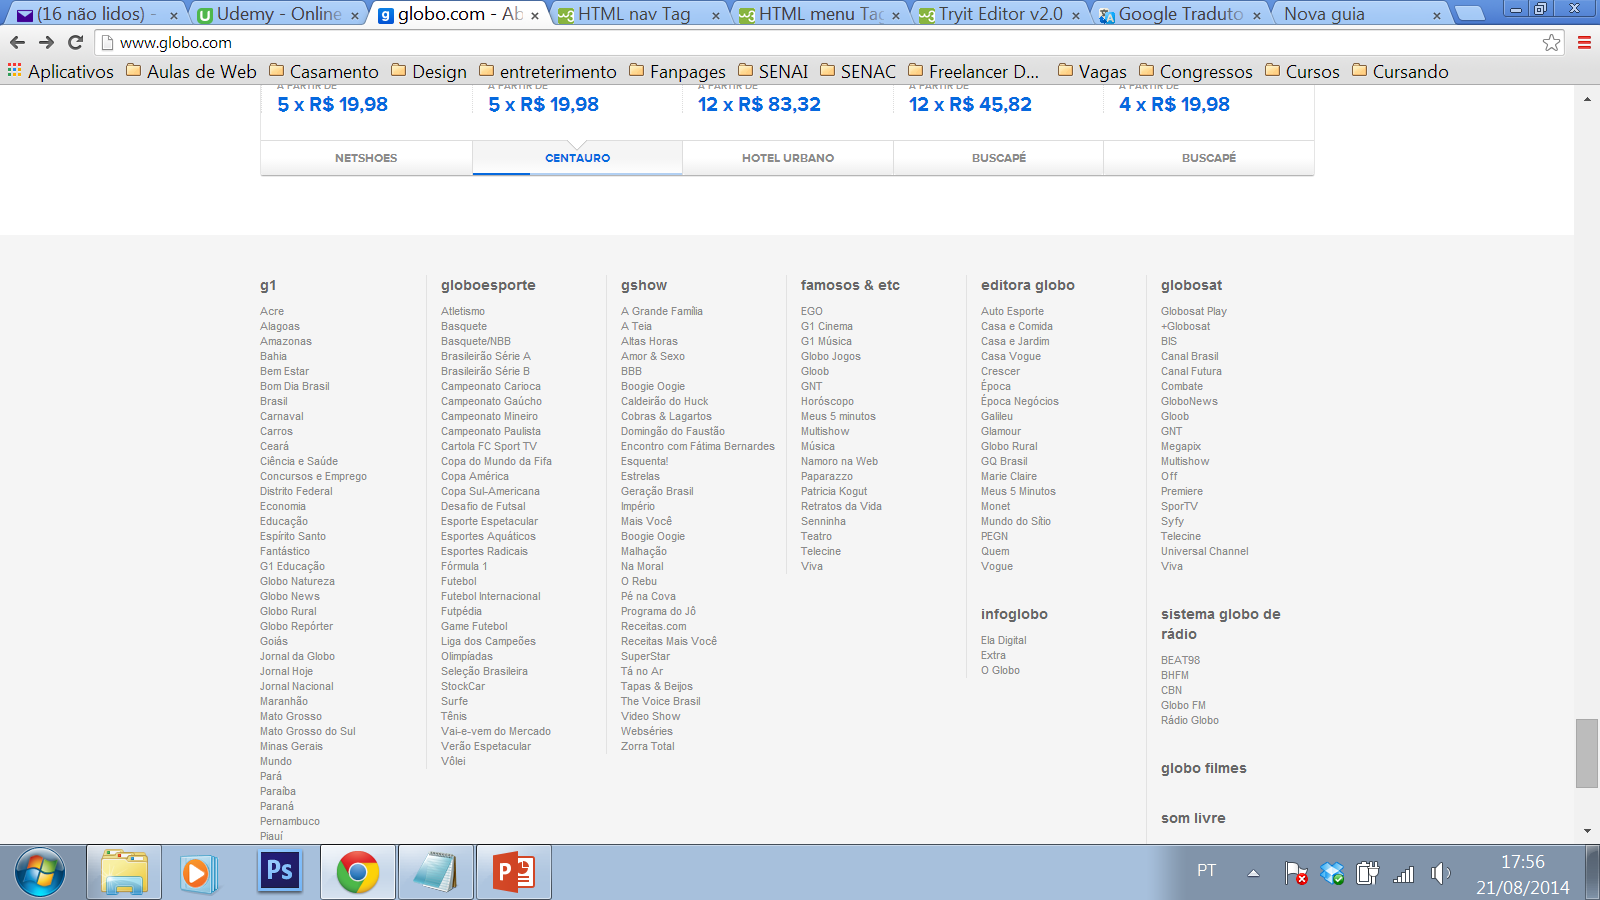 (16 não lidos) -
Udemy - Online
globo.com - Ab
HTML nav Tag
HTML menu Tag
Tryit Editor v2.0
Google Traduto
Nova guia
www.globo.com
Aplicativos
Aulas de Web
Casamento
Design
entreterimento
Fanpages
SENAI
SENAC
Freelancer D...
Vagas
Congressos
Cursos
Cursando
A PARTIR DE
A PARTIR DE
A PARTIR DE
A PARTIR DE
A PARTIR DE
5 x R$ 19,98
5 x R$ 19,98
12 x R$ 83,32
12 x R$ 45,82
4 x R$ 19,98
NETSHOES
CENTAURO
HOTEL URBANO
BUSCAPÉ
BUSCAPÉ
g1
Acre
Alagoas
Amazonas
Bahia
Bem Estar
Bom Dia Brasil
Brasil
Carnaval
Carros
Ceará
Ciência e Saúde
Concursos e Emprego
Distrito Federal
Economia
Educação
Espírito Santo
Fantástico
G1 Educação
Globo Natureza
Globo News
Globo Rural
Globo Repórter
Goiás
Jornal da Globo
Jornal Hoje
Jornal Nacional
Maranhão
Mato Grosso
Mato Grosso do Sul
Minas Gerais
Mundo
Pará
Paraíba
Paraná
Pernambuco
Piauí
globoesporte
Atletismo
Basquete
Basquete/NBB
Brasileirão Série A
Brasileirão Série B
Campeonato Carioca
Campeonato Gaúcho
Campeonato Mineiro
Campeonato Paulista
Cartola FC Sport TV
Copa do Mundo da Fifa
Copa América
Copa Sul-Americana
Desafio de Futsal
Esporte Espetacular
Esportes Aquáticos
Esportes Radicais
Fórmula 1
Futebol
Futebol Internacional
Futpédia
Game Futebol
Liga dos Campeões
Olimpíadas
Seleção Brasileira
StockCar
Surfe
Tênis
Vai-e-vem do Mercado
Verão Espetacular
Vôlei
gshow
A Grande Família
A Teia
Altas Horas
Amor & Sexo
BBB
Boogie Oogie
Caldeirão do Huck
Cobras & Lagartos
Domingão do Faustão
Encontro com Fátima Bernardes
Esquenta!
Estrelas
Geração Brasil
Império
Mais Você
Boogie Oogie
Malhação
Na Moral
O Rebu
Pé na Cova
Programa do Jô
Receitas.com
Receitas Mais Você
SuperStar
Tá no Ar
Tapas & Beijos
The Voice Brasil
Video Show
Webséries
Zorra Total
famosos & etc
EGO
G1 Cinema
G1 Música
Globo Jogos
Gloob
GNT
Horóscopo
Meus 5 minutos
Multishow
Música
Namoro na Web
Paparazzo
Patricia Kogut
Retratos da Vida
Senninha
Teatro
Telecine
Viva
editora globo
Auto Esporte
Casa e Comida
Casa e Jardim
Casa Vogue
Crescer
Época
Época Negócios
Galileu
Glamour
Globo Rural
GQ Brasil
Marie Claire
Meus 5 Minutos
Monet
Mundo do Sítio
PEGN
Quem
Vogue
infoglobo
Ela Digital
Extra
O Globo
globosat
Globosat Play
+Globosat
BIS
Canal Brasil
Canal Futura
Combate
GloboNews
Gloob
GNT
Megapix
Multishow
Off
Premiere
SporTV
Syfy
Telecine
Universal Channel
Viva
sistema globo de
rádio
BEAT98
BHFM
CBN
Globo FM
Rádio Globo
globo filmes
som livre
Ps
P
PT
17:56
21/08/2014